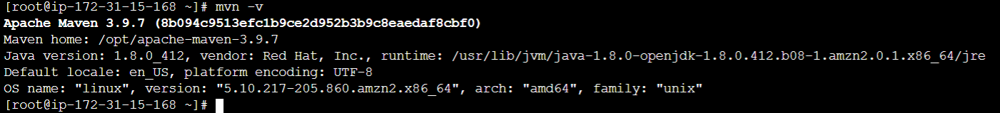 [root@ip-172-31-15-168 ~]# mvn -v
Apache Maven 3.9.7 (8b094c9513efc1b9ce2d952b3b9c8eaedaf8cbf0)
Maven home: /opt/apache-maven-3.9.7
Java version: 1.8.0_412, vendor: Red Hat, Inc., runtime: /usr/lib/jvm/java-1.8.0-openjdk-1.8.0.412.b08-1.amzn2.0.1.x86_64/jre
Default locale: en_US, platform encoding: UTF-8
OS name: "linux", version: "5.10.217-205.860.amzn2.x86_64", arch: "amd64", family: "unix"
[root@ip-172-31-15-168 ~]#